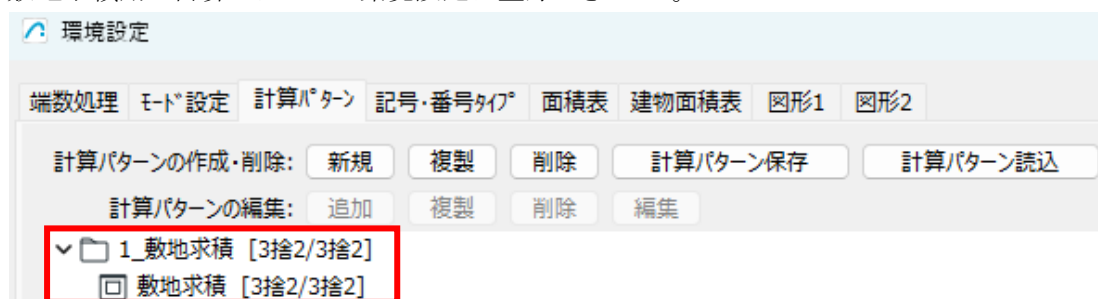 環境設定
端数処理 モード設定 計算パターン 記号・番号タイプ 面積表 建物面積表 図形1 図形2
計算パターンの作成・削除: 新規 複製 削除 計算パターン保存 計算パターン読込
計算パターンの編集: 追加 複製 削除 編集
1_敷地求積 [3捨2/3捨2]
敷地求積 [3捨2/3捨2]